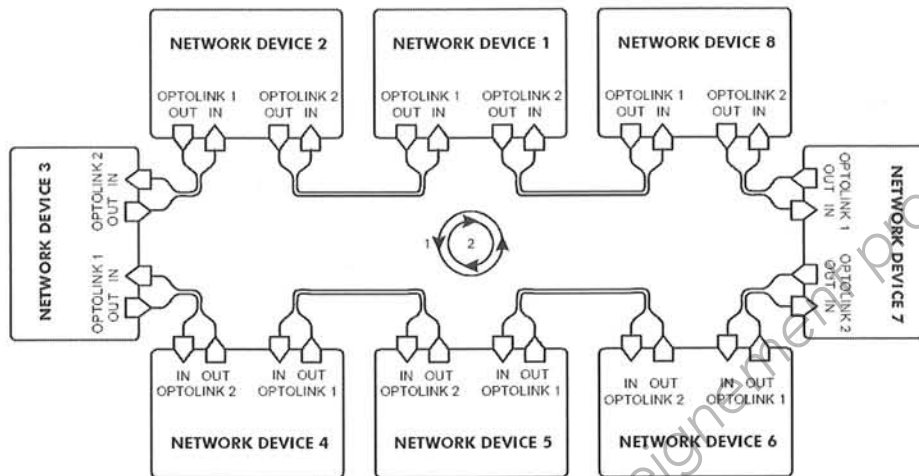 NETWORK DEVICE 2
OPTOLINK 1 OPTOLINK 2
OUT IN OUT IN
NETWORK DEVICE 1
OPTOLINK 1 OPTOLINK 2
OUT IN OUT IN
NETWORK DEVICE 8
OPTOLINK 1 OPTOLINK 2
OUT IN OUT IN
NETWORK DEVICE 3
OPTOLINK 2
OUT IN
OPTOLINK 1
OUT IN
1 2
NETWORK DEVICE 7
OPTOLINK 1
OUT IN
OPTOLINK 2
OUT IN
IN OUT IN OUT
OPTOLINK 2 OPTOLINK 1
NETWORK DEVICE 4
IN OUT IN OUT
OPTOLINK 2 OPTOLINK 1
NETWORK DEVICE 5
IN OUT IN OUT
OPTOLINK 2 OPTOLINK 1
NETWORK DEVICE 6